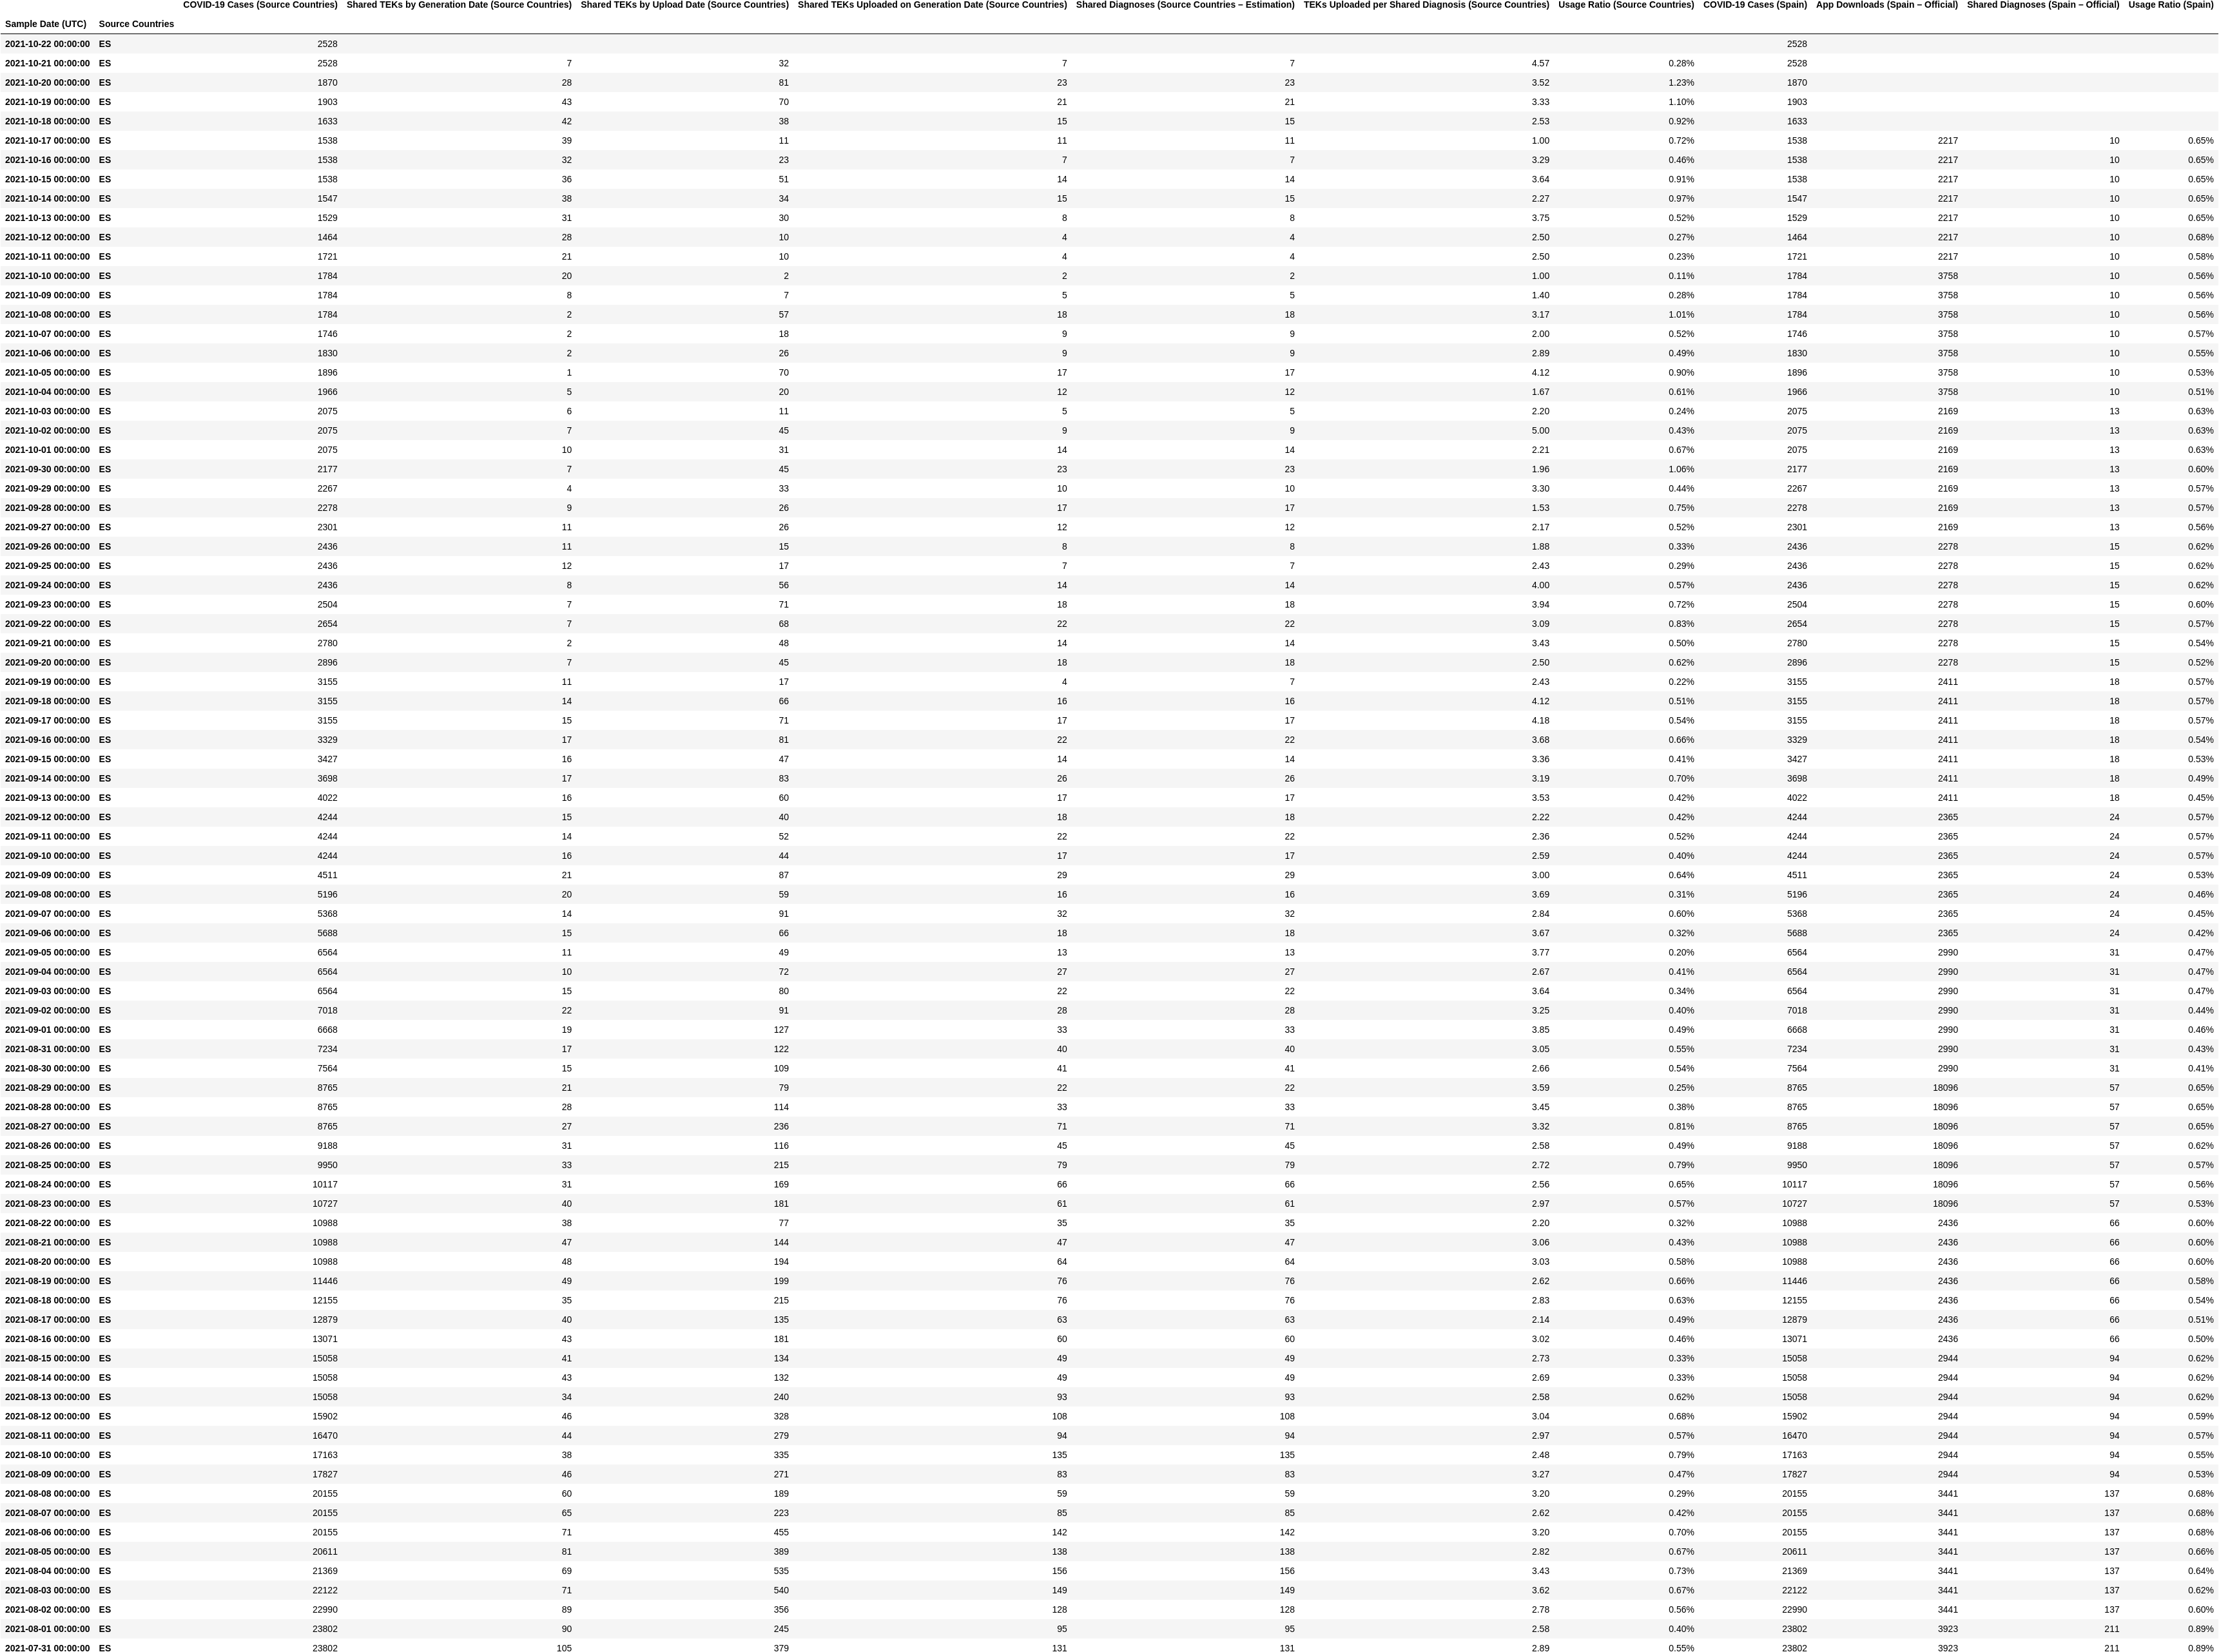 COVID-19 Cases (Source Countries) Shared TEKs by Generation Date (Source Countries) Shared TEKs by Upload Date (Source Countries) Shared TEKs Uploaded on Generation Date (Source Countries) Shared Diagnoses (Source Countries – Estimation) TEKs Uploaded per Shared Diagnosis (Source Countries) Usage Ratio (Source Countries) COVID-19 Cases (Spain) App Downloads (Spain – Official) Shared Diagnoses (Spain – Official) Usage Ratio (Spain)
Sample Date (UTC) Source Countries
2021-10-22 00:00:00 ES 2528 2528
2021-10-21 00:00:00 ES 2528 7 32 7 7 4.57 0.28% 2528
2021-10-20 00:00:00 ES 1870 28 81 23 23 3.52 1.23% 1870
2021-10-19 00:00:00 ES 1903 43 70 21 21 3.33 1.10% 1903
2021-10-18 00:00:00 ES 1633 42 38 15 15 2.53 0.92% 1633
2021-10-17 00:00:00 ES 1538 39 11 11 11 1.00 0.72% 1538 2217 10 0.65%
2021-10-16 00:00:00 ES 1538 32 23 7 7 3.29 0.46% 1538 2217 10 0.65%
2021-10-15 00:00:00 ES 1538 36 51 14 14 3.64 0.91% 1538 2217 10 0.65%
2021-10-14 00:00:00 ES 1547 38 34 15 15 2.27 0.97% 1547 2217 10 0.65%
2021-10-13 00:00:00 ES 1529 31 30 8 8 3.75 0.52% 1529 2217 10 0.65%
2021-10-12 00:00:00 ES 1464 28 10 4 4 2.50 0.27% 1464 2217 10 0.68%
2021-10-11 00:00:00 ES 1721 21 10 4 4 2.50 0.23% 1721 2217 10 0.58%
2021-10-10 00:00:00 ES 1784 20 2 2 2 1.00 0.11% 1784 3758 10 0.56%
2021-10-09 00:00:00 ES 1784 8 7 5 5 1.40 0.28% 1784 3758 10 0.56%
2021-10-08 00:00:00 ES 1784 2 57 18 18 3.17 1.01% 1784 3758 10 0.56%
2021-10-07 00:00:00 ES 1746 2 18 9 9 2.00 0.52% 1746 3758 10 0.57%
2021-10-06 00:00:00 ES 1830 2 26 9 9 2.89 0.49% 1830 3758 10 0.55%
2021-10-05 00:00:00 ES 1896 1 70 17 17 4.12 0.90% 1896 3758 10 0.53%
2021-10-04 00:00:00 ES 1966 5 20 12 12 1.67 0.61% 1966 3758 10 0.51%
2021-10-03 00:00:00 ES 2075 6 11 5 5 2.20 0.24% 2075 2169 13 0.63%
2021-10-02 00:00:00 ES 2075 7 45 9 9 5.00 0.43% 2075 2169 13 0.63%
2021-10-01 00:00:00 ES 2075 10 31 14 14 2.21 0.67% 2075 2169 13 0.63%
2021-09-30 00:00:00 ES 2177 7 45 23 23 1.96 1.06% 2177 2169 13 0.60%
2021-09-29 00:00:00 ES 2267 4 33 10 10 3.30 0.44% 2267 2169 13 0.57%
2021-09-28 00:00:00 ES 2278 9 26 17 17 1.53 0.75% 2278 2169 13 0.57%
2021-09-27 00:00:00 ES 2301 11 26 12 12 2.17 0.52% 2301 2169 13 0.56%
2021-09-26 00:00:00 ES 2436 11 15 8 8 1.88 0.33% 2436 2278 15 0.62%
2021-09-25 00:00:00 ES 2436 12 17 7 7 2.43 0.29% 2436 2278 15 0.62%
2021-09-24 00:00:00 ES 2436 8 56 14 14 4.00 0.57% 2436 2278 15 0.62%
2021-09-23 00:00:00 ES 2504 7 71 18 18 3.94 0.72% 2504 2278 15 0.60%
2021-09-22 00:00:00 ES 2654 7 68 22 22 3.09 0.83% 2654 2278 15 0.57%
2021-09-21 00:00:00 ES 2780 2 48 14 14 3.43 0.50% 2780 2278 15 0.54%
2021-09-20 00:00:00 ES 2896 7 45 18 18 2.50 0.62% 2896 2278 15 0.52%
2021-09-19 00:00:00 ES 3155 11 17 4 7 2.43 0.22% 3155 2411 18 0.57%
2021-09-18 00:00:00 ES 3155 14 66 16 16 4.12 0.51% 3155 2411 18 0.57%
2021-09-17 00:00:00 ES 3155 15 71 17 17 4.18 0.54% 3155 2411 18 0.57%
2021-09-16 00:00:00 ES 3329 17 81 22 22 3.68 0.66% 3329 2411 18 0.54%
2021-09-15 00:00:00 ES 3427 16 47 14 14 3.36 0.41% 3427 2411 18 0.53%
2021-09-14 00:00:00 ES 3698 17 83 26 26 3.19 0.70% 3698 2411 18 0.49%
2021-09-13 00:00:00 ES 4022 16 60 17 17 3.53 0.42% 4022 2411 18 0.45%
2021-09-12 00:00:00 ES 4244 15 40 18 18 2.22 0.42% 4244 2365 24 0.57%
2021-09-11 00:00:00 ES 4244 14 52 22 22 2.36 0.52% 4244 2365 24 0.57%
2021-09-10 00:00:00 ES 4244 16 44 17 17 2.59 0.40% 4244 2365 24 0.57%
2021-09-09 00:00:00 ES 4511 21 87 29 29 3.00 0.64% 4511 2365 24 0.53%
2021-09-08 00:00:00 ES 5196 20 59 16 16 3.69 0.31% 5196 2365 24 0.46%
2021-09-07 00:00:00 ES 5368 14 91 32 32 2.84 0.60% 5368 2365 24 0.45%
2021-09-06 00:00:00 ES 5688 15 66 18 18 3.67 0.32% 5688 2365 24 0.42%
2021-09-05 00:00:00 ES 6564 11 49 13 13 3.77 0.20% 6564 2990 31 0.47%
2021-09-04 00:00:00 ES 6564 10 72 27 27 2.67 0.41% 6564 2990 31 0.47%
2021-09-03 00:00:00 ES 6564 15 80 22 22 3.64 0.34% 6564 2990 31 0.47%
2021-09-02 00:00:00 ES 7018 22 91 28 28 3.25 0.40% 7018 2990 31 0.44%
2021-09-01 00:00:00 ES 6668 19 127 33 33 3.85 0.49% 6668 2990 31 0.46%
2021-08-31 00:00:00 ES 7234 17 122 40 40 3.05 0.55% 7234 2990 31 0.43%
2021-08-30 00:00:00 ES 7564 15 109 41 41 2.66 0.54% 7564 2990 31 0.41%
2021-08-29 00:00:00 ES 8765 21 79 22 22 3.59 0.25% 8765 18096 57 0.65%
2021-08-28 00:00:00 ES 8765 28 114 33 33 3.45 0.38% 8765 18096 57 0.65%
2021-08-27 00:00:00 ES 8765 27 236 71 71 3.32 0.81% 8765 18096 57 0.65%
2021-08-26 00:00:00 ES 9188 31 116 45 45 2.58 0.49% 9188 18096 57 0.62%
2021-08-25 00:00:00 ES 9950 33 215 79 79 2.72 0.79% 9950 18096 57 0.57%
2021-08-24 00:00:00 ES 10117 31 169 66 66 2.56 0.65% 10117 18096 57 0.56%
2021-08-23 00:00:00 ES 10727 40 181 61 61 2.97 0.57% 10727 18096 57 0.53%
2021-08-22 00:00:00 ES 10988 38 77 35 35 2.20 0.32% 10988 2436 66 0.60%
2021-08-21 00:00:00 ES 10988 47 144 47 47 3.06 0.43% 10988 2436 66 0.60%
2021-08-20 00:00:00 ES 10988 48 194 64 64 3.03 0.58% 10988 2436 66 0.60%
2021-08-19 00:00:00 ES 11446 49 199 76 76 2.62 0.66% 11446 2436 66 0.58%
2021-08-18 00:00:00 ES 12155 35 215 76 76 2.83 0.63% 12155 2436 66 0.54%
2021-08-17 00:00:00 ES 12879 40 135 63 63 2.14 0.49% 12879 2436 66 0.51%
2021-08-16 00:00:00 ES 13071 43 181 60 60 3.02 0.46% 13071 2436 66 0.50%
2021-08-15 00:00:00 ES 15058 41 134 49 49 2.73 0.33% 15058 2944 94 0.62%
2021-08-14 00:00:00 ES 15058 43 132 49 49 2.69 0.33% 15058 2944 94 0.62%
2021-08-13 00:00:00 ES 15058 34 240 93 93 2.58 0.62% 15058 2944 94 0.62%
2021-08-12 00:00:00 ES 15902 46 328 108 108 3.04 0.68% 15902 2944 94 0.59%
2021-08-11 00:00:00 ES 16470 44 279 94 94 2.97 0.57% 16470 2944 94 0.57%
2021-08-10 00:00:00 ES 17163 38 335 135 135 2.48 0.79% 17163 2944 94 0.55%
2021-08-09 00:00:00 ES 17827 46 271 83 83 3.27 0.47% 17827 2944 94 0.53%
2021-08-08 00:00:00 ES 20155 60 189 59 59 3.20 0.29% 20155 3441 137 0.68%
2021-08-07 00:00:00 ES 20155 65 223 85 85 2.62 0.42% 20155 3441 137 0.68%
2021-08-06 00:00:00 ES 20155 71 455 142 142 3.20 0.70% 20155 3441 137 0.68%
2021-08-05 00:00:00 ES 20611 81 389 138 138 2.82 0.67% 20611 3441 137 0.66%
2021-08-04 00:00:00 ES 21369 69 535 156 156 3.43 0.73% 21369 3441 137 0.64%
2021-08-03 00:00:00 ES 22122 71 540 149 149 3.62 0.67% 22122 3441 137 0.62%
2021-08-02 00:00:00 ES 22990 89 356 128 128 2.78 0.56% 22990 3441 137 0.60%
2021-08-01 00:00:00 ES 23802 90 245 95 95 2.58 0.40% 23802 3923 211 0.89%
2021-07-31 00:00:00 ES 23802 105 379 131 131 2.89 0.55% 23802 3923 211 0.89%